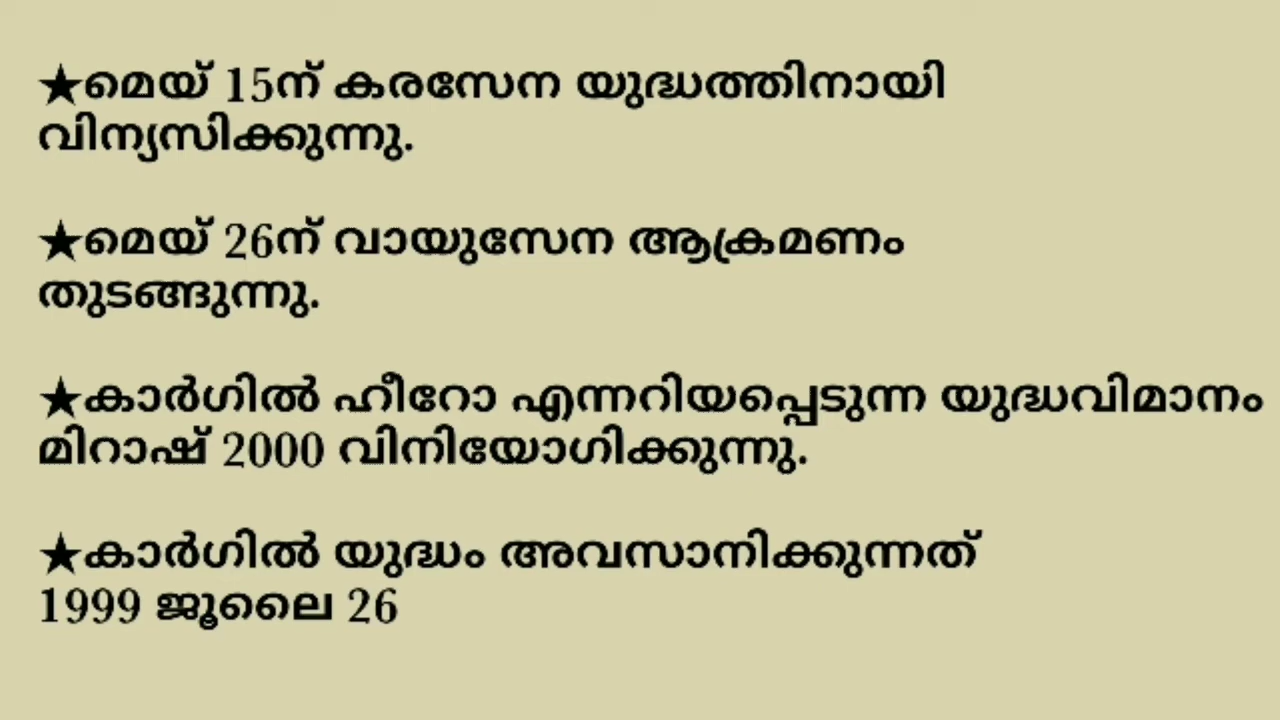 ★മെയ് 15ന് കരസേന യുദ്ധത്തിനായി
വിന്യസിക്കുന്നു.
★മെയ് 26ന് വായുസേന ആക്രമണം
തുടങ്ങുന്നു.
★കാർഗിൽ ഹീറോ എന്നറിയപ്പെടുന്ന യുദ്ധവിമാനം
മിറാഷ് 2000 വിനിയോഗിക്കുന്നു.
★കാർഗിൽ യുദ്ധം അവസാനിക്കുന്നത്
1999 ജൂലൈ 26